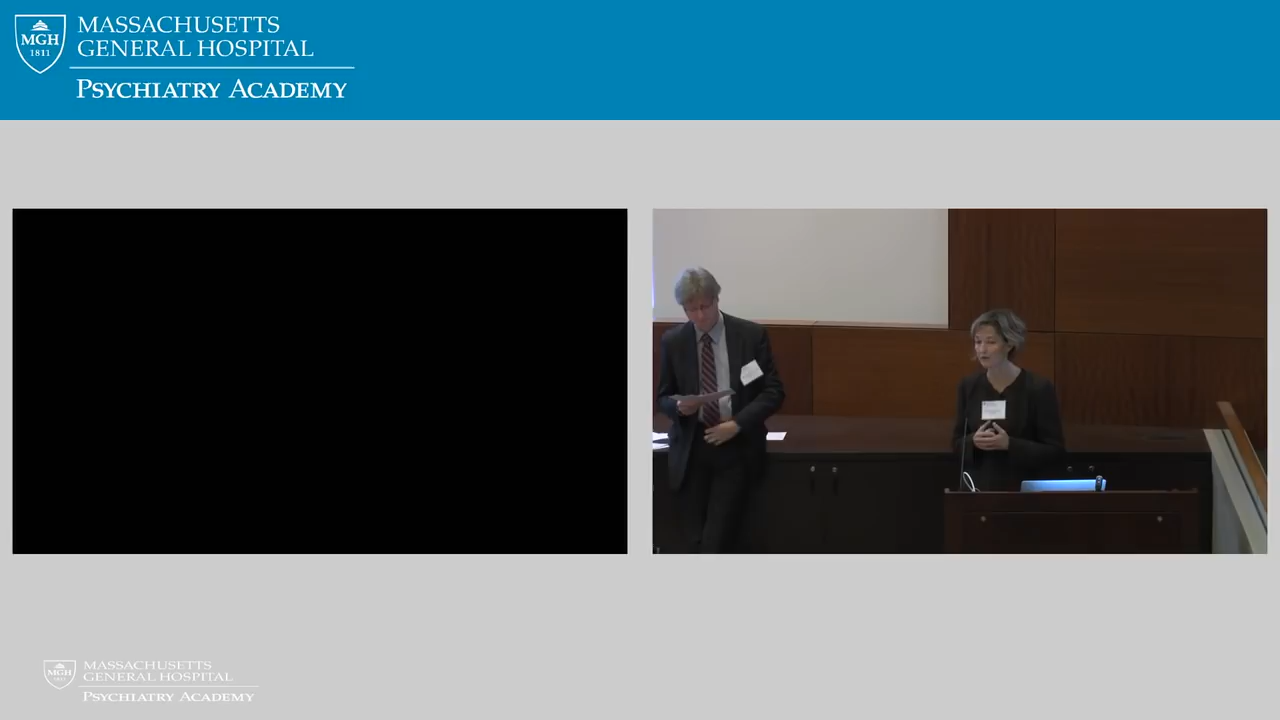 MASSACHUSETTS
GENERAL HOSPITAL
PSYCHIATRY ACADEMY
MGH
1811
MASSACHUSETTS
GENERAL HOSPITAL
PSYCHIATRY ACADEMY
MGH
1811